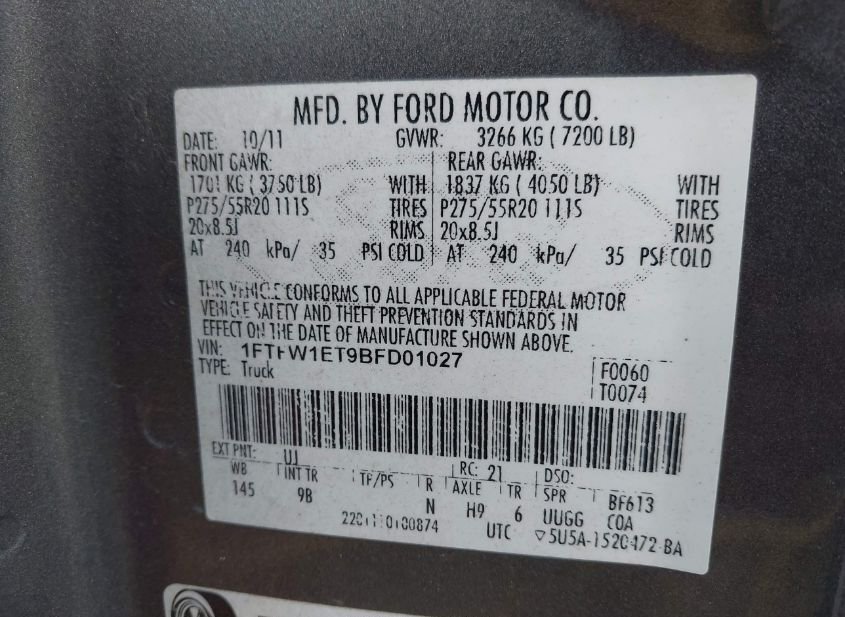 MFD. BY FORD MOTOR CO.
DATE: 10/11 GVWR: 3266 KG ( 7200 LB)
FRONT GAWR: REAR GAWR:
1701 KG ( 3750 LB) WITH 1837 KG ( 4050 LB) WITH
P275/55R20 111S TIRES P275/55R20 111S TIRES
20x8.5J RIMS 20x8.5J RIMS
AT 240 kPa/ 35 PSI COLD AT 240 kPa/ 35 PSI COLD
THIS VEHICLE CONFORMS TO ALL APPLICABLE FEDERAL MOTOR
VEHICLE SAFETY AND THEFT PREVENTION STANDARDS IN
EFFECT ON THE DATE OF MANUFACTURE SHOWN ABOVE.
VIN: 1FTFW1ET9BFD01027
TYPE: Truck F0060
T0074
EXT PNT: UJ RC: 21 DSO:
WB INT TR TP/PS R AXLE TR SPR BF613
145 9B N H9 6 UUGG COA
UTC ▽5U5A-1520472-BA